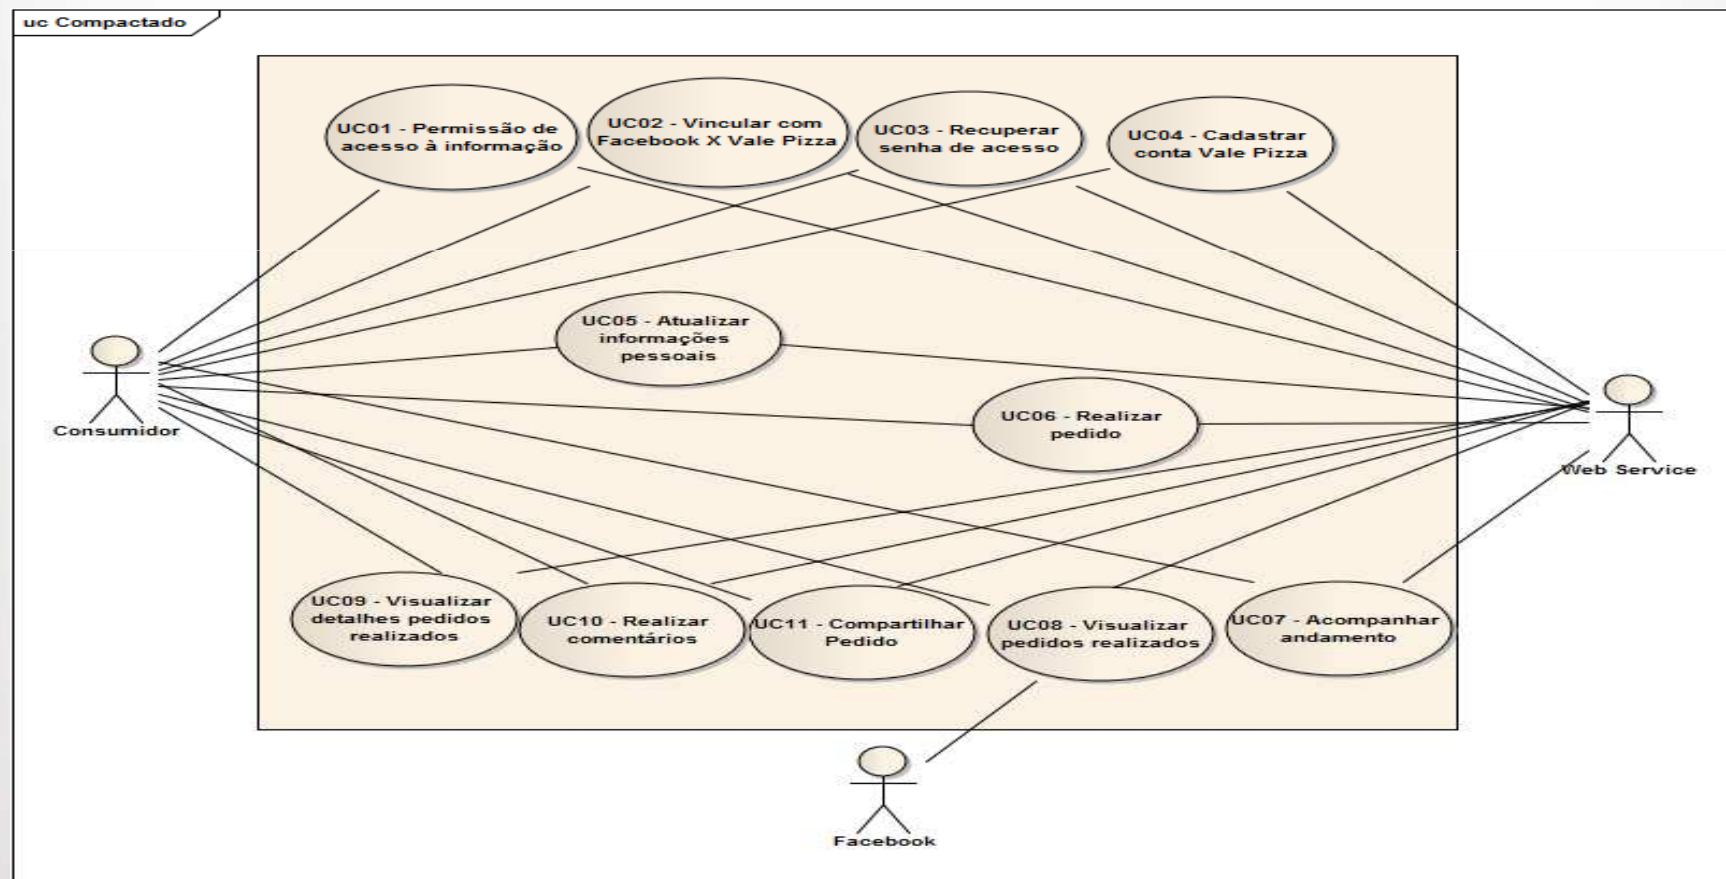 uc Compactado
UC01 - Permissão de
acesso à informação
UC02 - Vincular com
Facebook X Vale Pizza
UC03 - Recuperar
senha de acesso
UC04 - Cadastrar
conta Vale Pizza
UC05 - Atualizar
informações
pessoais
UC06 - Realizar
pedido
Consumidor
Web Service
UC09 - Visualizar
detalhes pedidos
realizados
UC10 - Realizar
comentários
UC11 - Compartilhar
Pedido
UC08 - Visualizar
pedidos realizados
UC07 - Acompanhar
andamento
Facebook